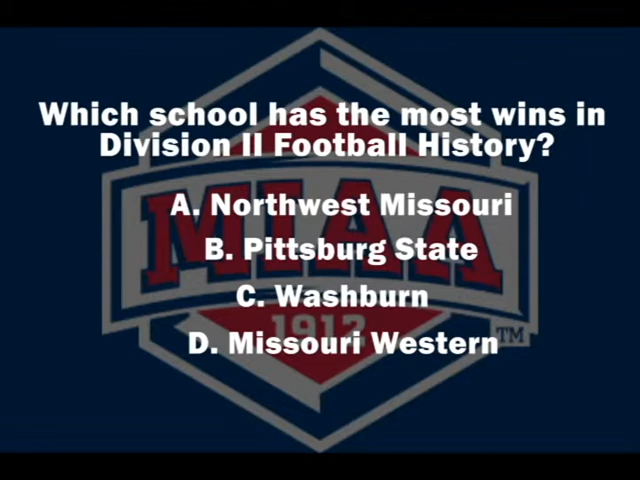 Which school has the most wins in
Division II Football History?
A. Northwest Missouri
B. Pittsburg State
C. Washburn
D. Missouri Western
MIAA
1912
TM